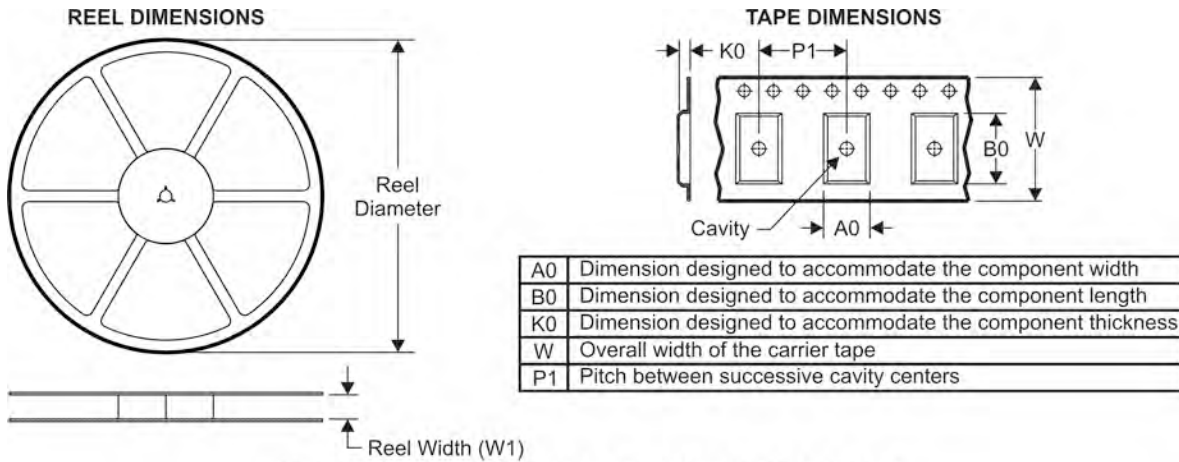 REEL DIMENSIONS
Reel
Diameter
Reel Width (W1)
TAPE DIMENSIONS
K0
P1
B0
W
Cavity
A0
A0 Dimension designed to accommodate the component width
B0 Dimension designed to accommodate the component length
K0 Dimension designed to accommodate the component thickness
W Overall width of the carrier tape
P1 Pitch between successive cavity centers